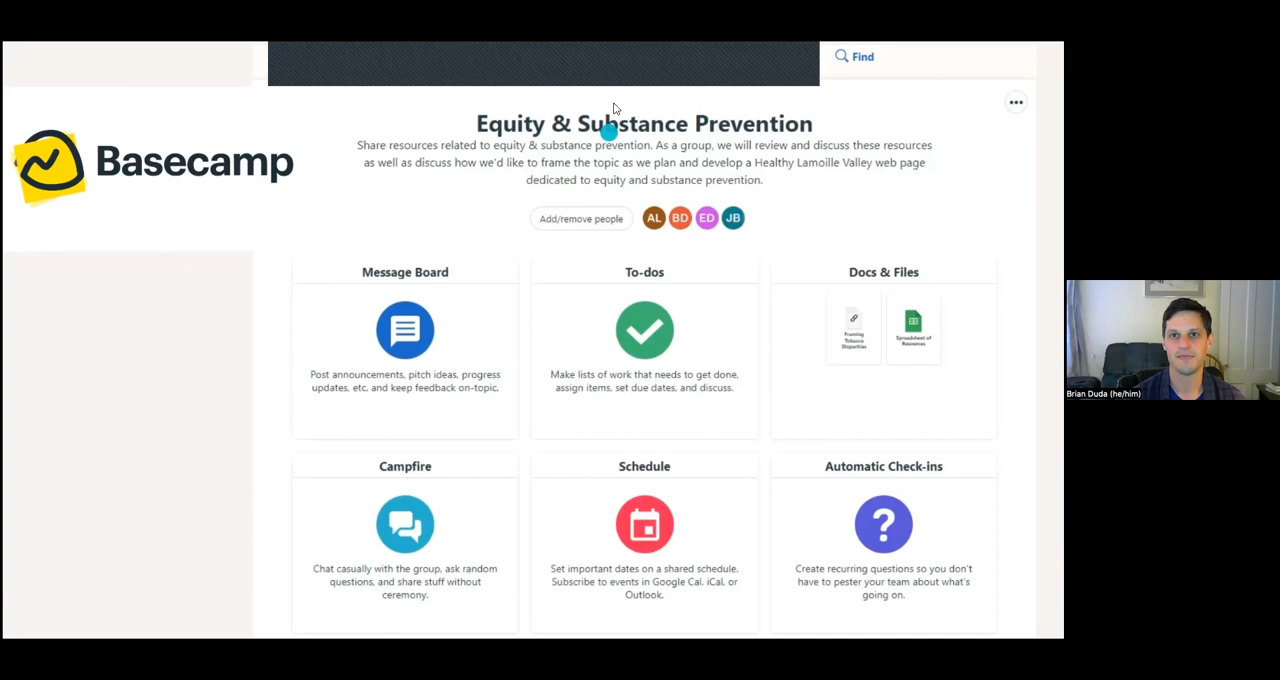 Find
Basecamp
Equity & Substance Prevention
Share resources related to equity & substance prevention. As a group, we will review and discuss these resources
as well as discuss how we'd like to frame the topic as we plan and develop a Healthy Lamoille Valley web page
dedicated to equity and substance prevention.
Add/remove people
AL
BD
ED
JB
Message Board
Post announcements, pitch ideas, progress
updates, etc. and keep feedback on-topic.
To-dos
Make lists of work that needs to get done,
assign items, set due dates, and discuss.
Docs & Files
Framing
Tobacco
Disparities
Spreadsheet of
Resources
Campfire
Chat casually with the group, ask random
questions, and share stuff without
ceremony.
Schedule
Set important dates on a shared schedule.
Subscribe to events in Google Cal, iCal, or
Outlook.
Automatic Check-ins
?
Create recurring questions so you don't
have to pester your team about what's
going on.
Brian Duda (he/him)